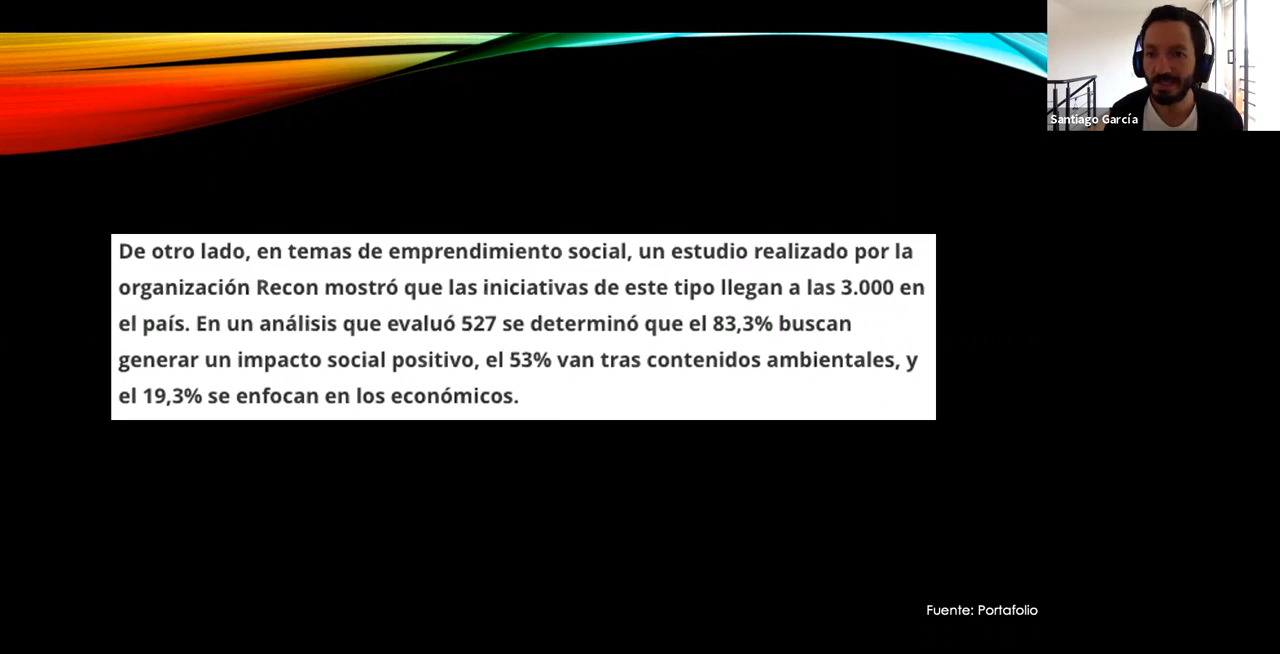 Santiago García
De otro lado, en temas de emprendimiento social, un estudio realizado por la
organización Recon mostró que las iniciativas de este tipo llegan a las 3.000 en
el país. En un análisis que evaluó 527 se determinó que el 83,3% buscan
generar un impacto social positivo, el 53% van tras contenidos ambientales, y
el 19,3% se enfocan en los económicos.
Fuente: Portafolio